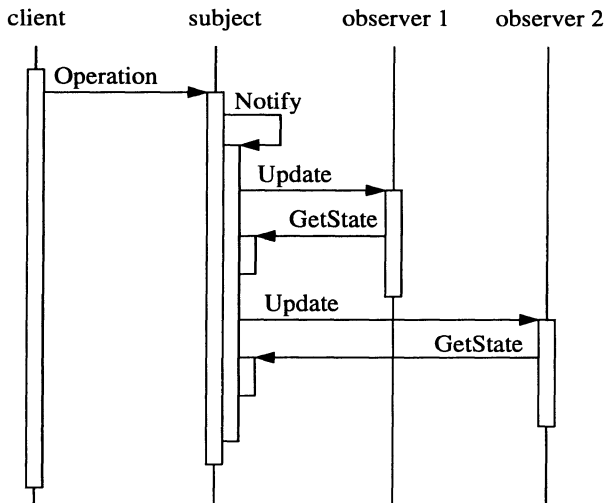 client subject observer 1 observer 2
Operation
Notify
Update
GetState
Update
GetState